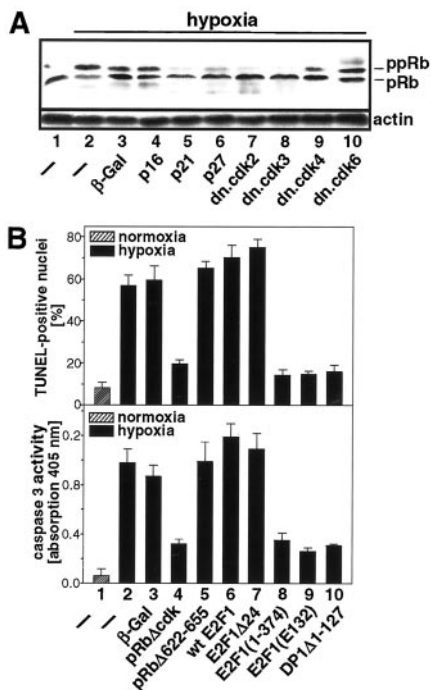 A
hypoxia
ppRb
pRb
actin
1 2 3 4 5 6 7 8 9 10
— — β-Gal p16 p21 p27 dn.cdk2 dn.cdk3 dn.cdk4 dn.cdk6
B
80
60
40
20
0
TUNEL-positive nuclei
[%]
normoxia
hypoxia
1.2
0.8
0.4
0.0
caspase 3 activity
[absorption 405 nm]
normoxia
hypoxia
1 2 3 4 5 6 7 8 9 10
— — β-Gal pRbΔcdk pRbΔ622-655 wt E2F1 E2F1Δ24 E2F1(1-374) E2F1(E132) DP1Δ1-127